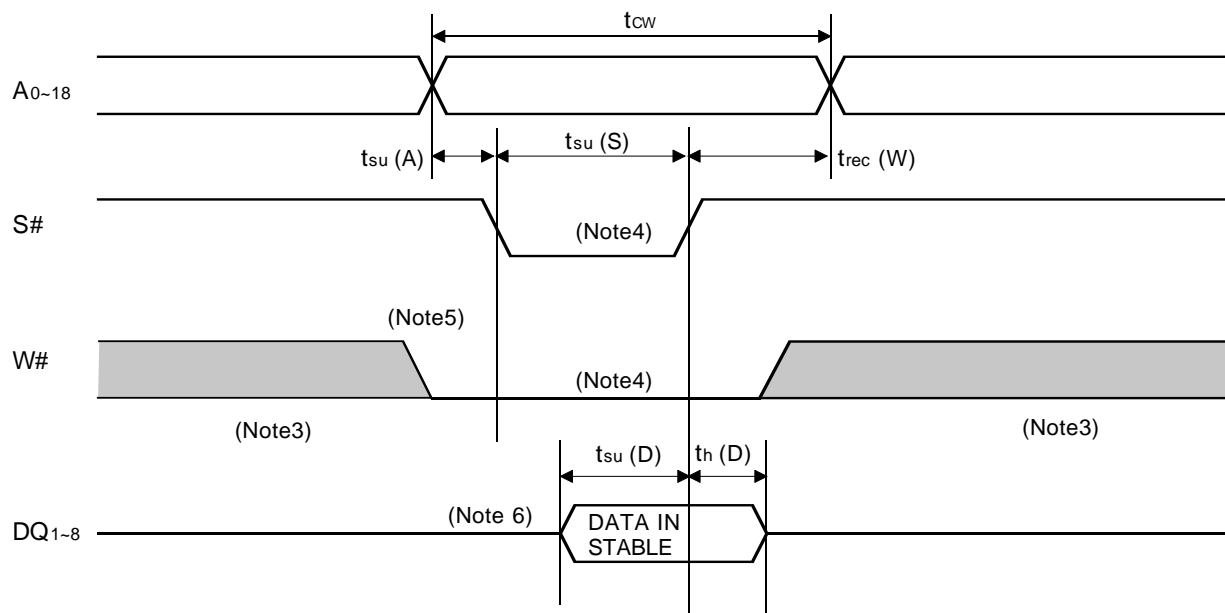 tCW
A0~18
tsu (A)
tsu (S)
trec (W)
S#
(Note4)
(Note5)
W#
(Note4)
(Note3)
(Note3)
tsu (D)
th (D)
(Note 6)
DQ1~8
DATA IN
STABLE